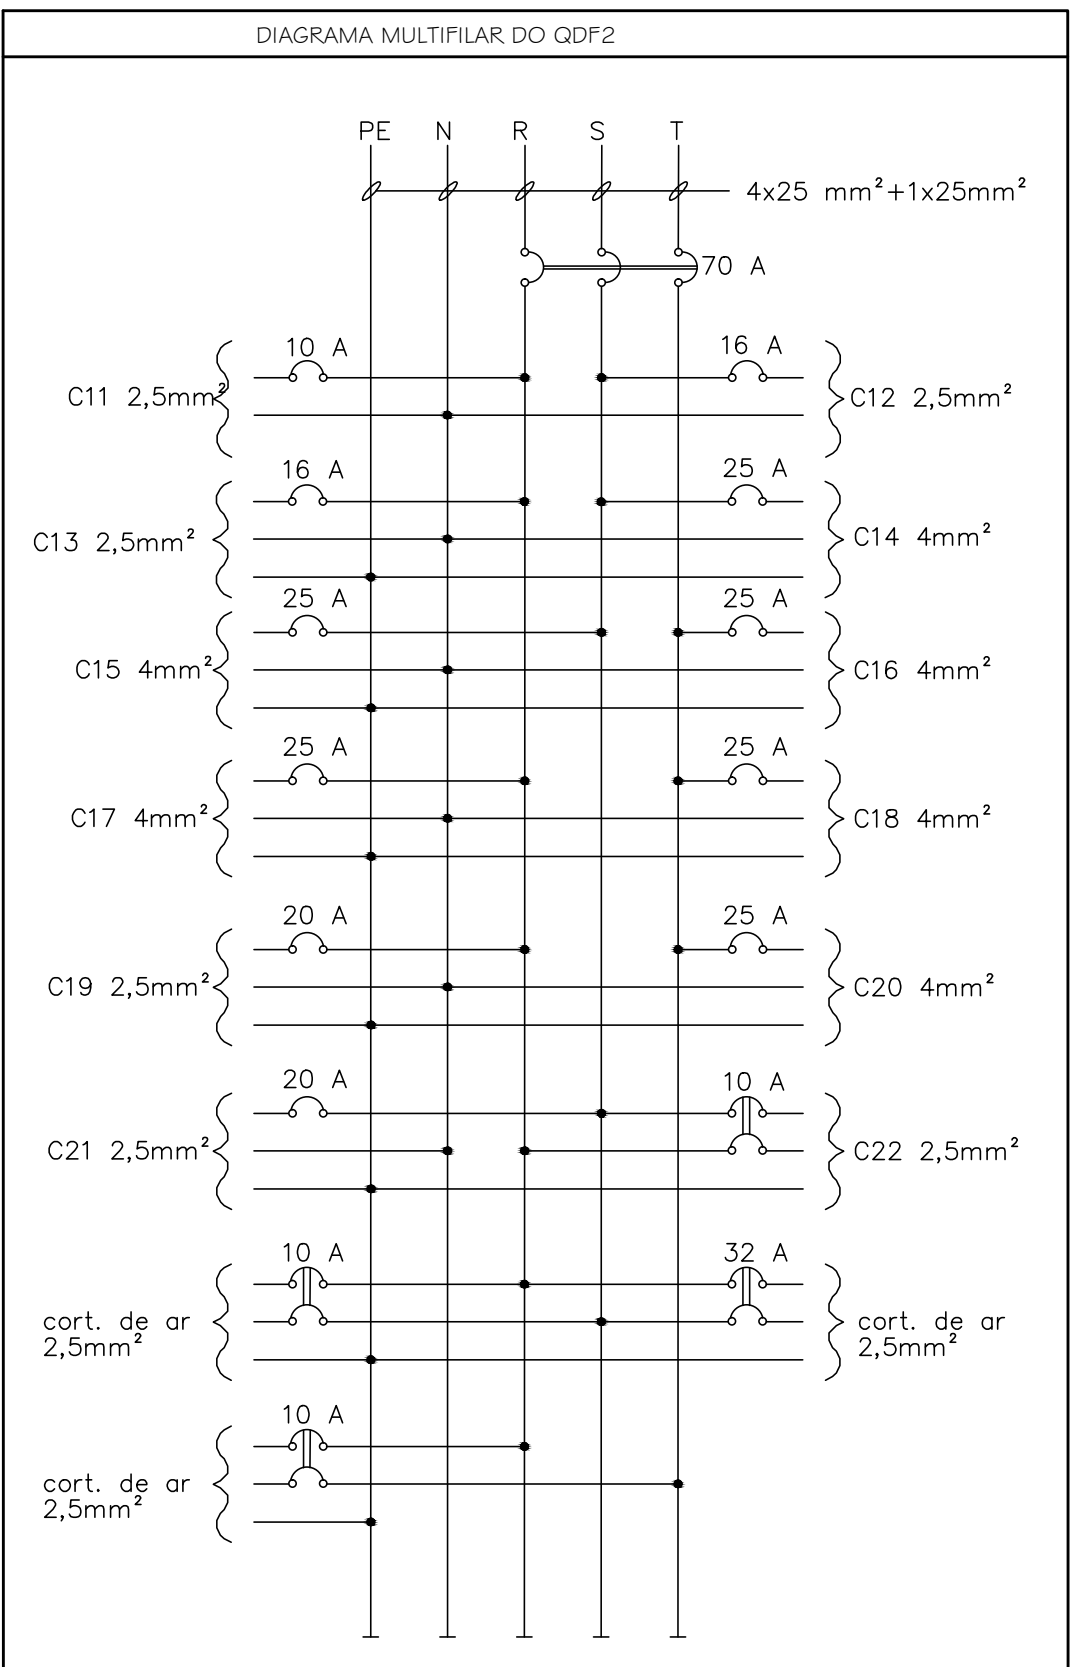 DIAGRAMA MULTIFILAR DO QDF2
PE N R S T
4x25 mm²+1x25mm²
70 A
10 A
16 A
C11 2,5mm²
C12 2,5mm²
16 A
25 A
C13 2,5mm²
C14 4mm²
25 A
25 A
C15 4mm²
C16 4mm²
25 A
25 A
C17 4mm²
C18 4mm²
20 A
25 A
C19 2,5mm²
C20 4mm²
20 A
10 A
C21 2,5mm²
C22 2,5mm²
10 A
32 A
cort. de ar
2,5mm²
cort. de ar
2,5mm²
10 A
cort. de ar
2,5mm²